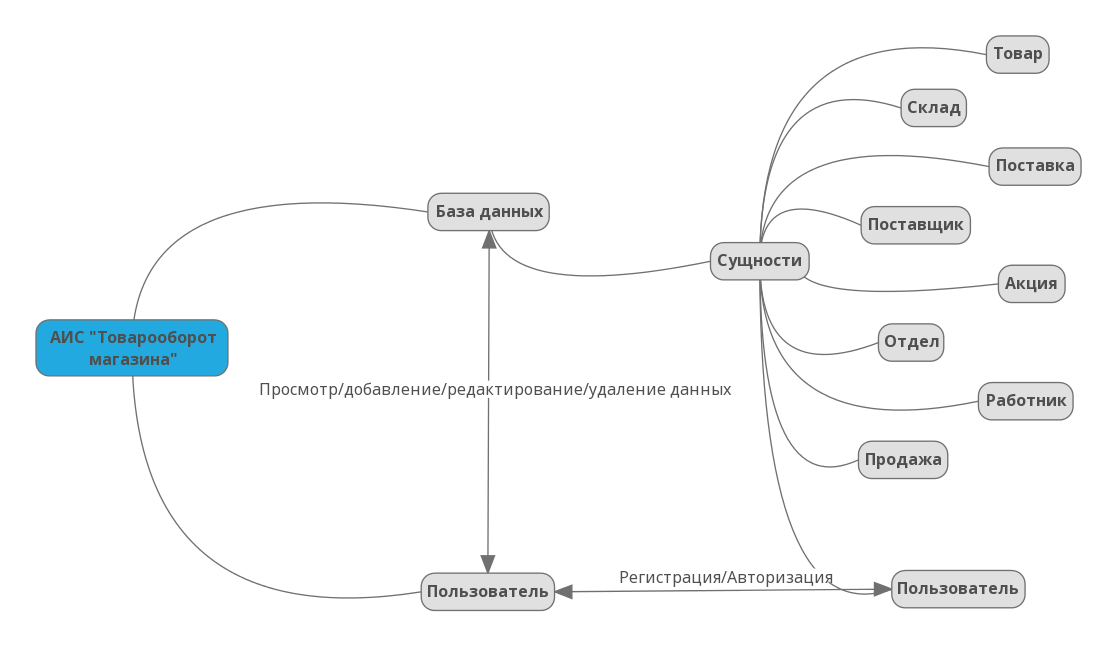 Товар
Склад
Поставка
База данных
Поставщик
Сущности
Акция
АИС "Товарооборот
магазина"
Отдел
Просмотр/добавление/редактирование/удаление данных
Работник
Продажа
Регистрация/Авторизация
Пользователь
Пользователь